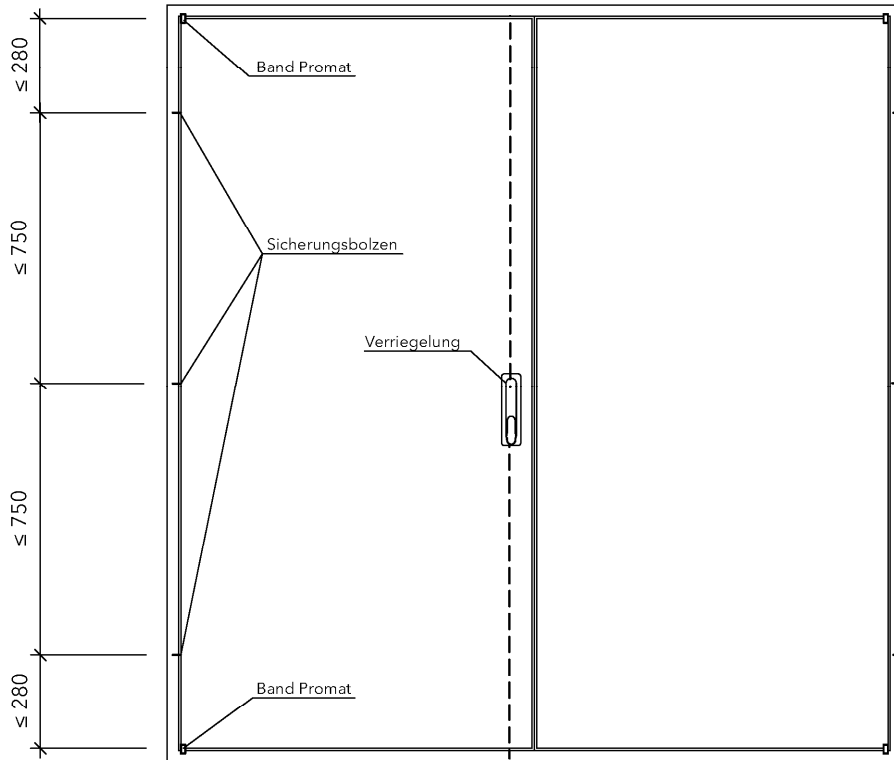 ≤ 280
Band Promat
≤ 750
Sicherungsbolzen
Verriegelung
≤ 750
≤ 280
Band Promat